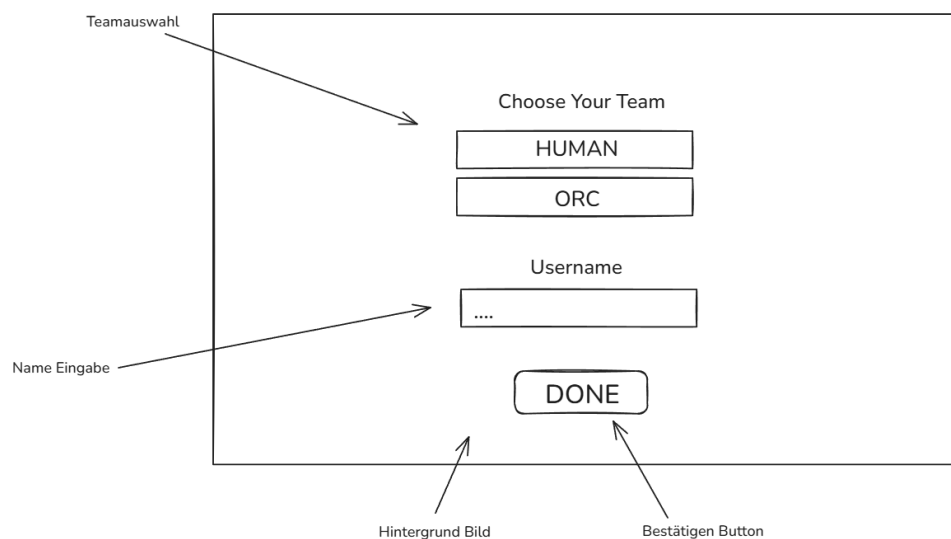 Teamauswahl
Choose Your Team
HUMAN
ORC
Username
....
Name Eingabe
DONE
Hintergrund Bild
Bestätigen Button